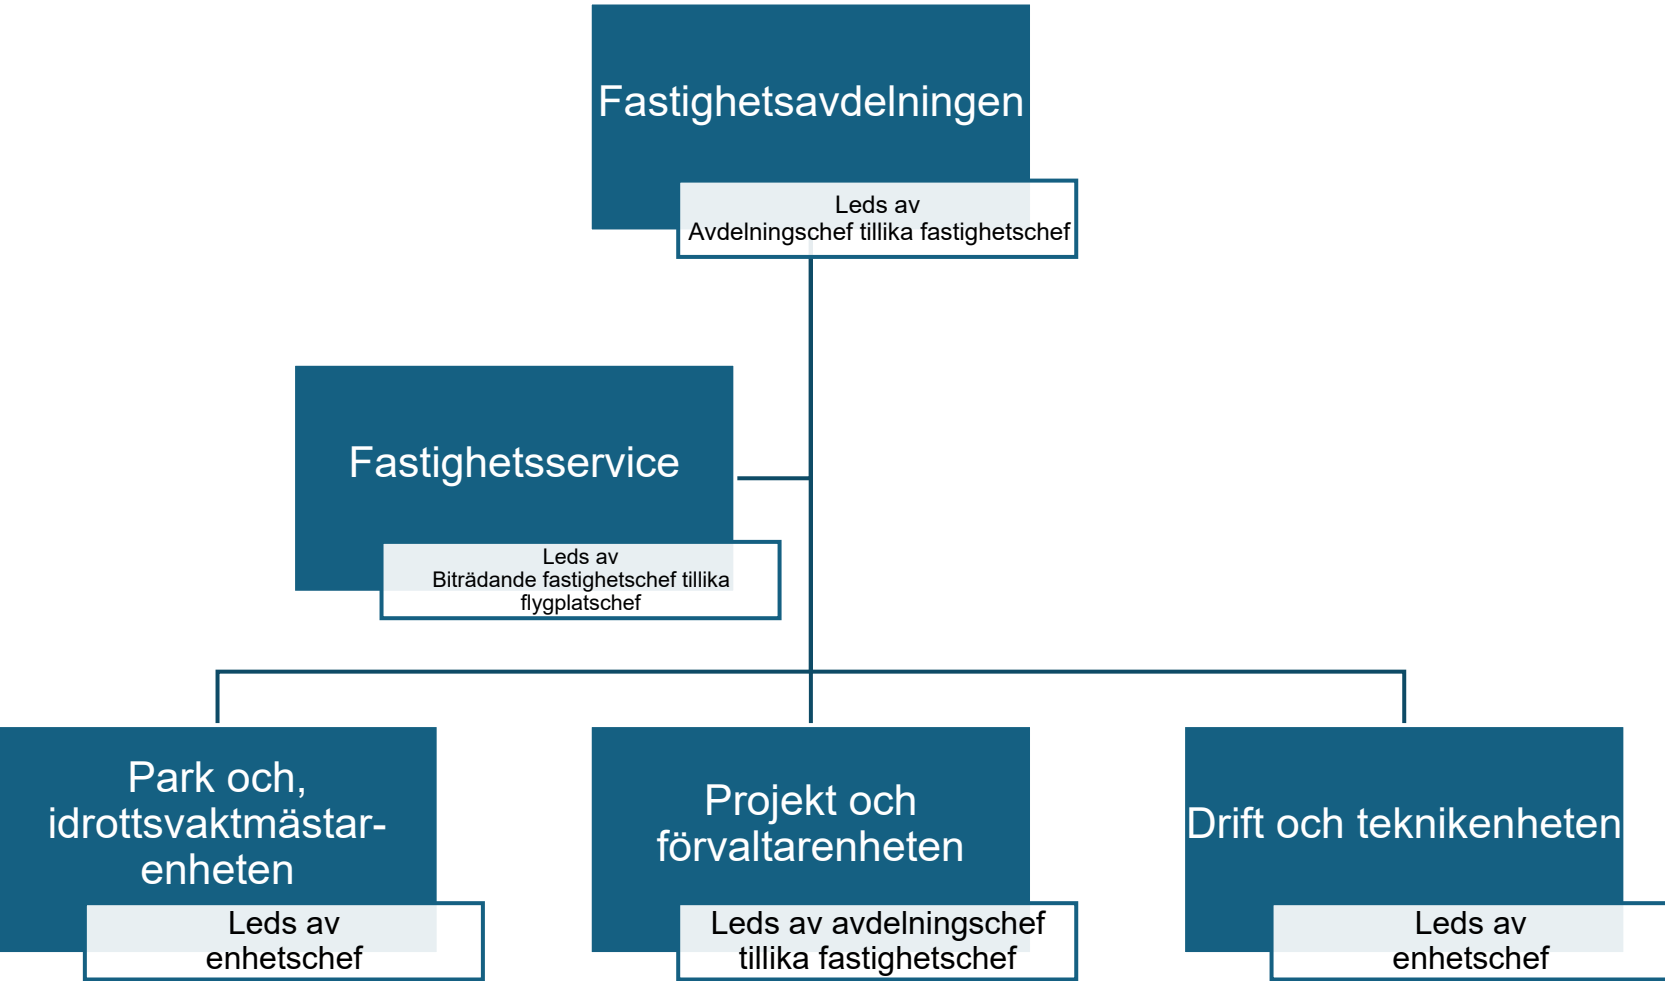 Fastighetsavdelningen
Leds av
Avdelningschef tillika fastighetschef
Fastighetsservice
Leds av
Biträdande fastighetschef tillika
flygplatschef
Park och,
idrottsvaktmästar-
enheten
Leds av
enhetschef
Projekt och
förvaltarenheten
Leds av avdelningschef
tillika fastighetschef
Drift och teknikenheten
Leds av
enhetschef